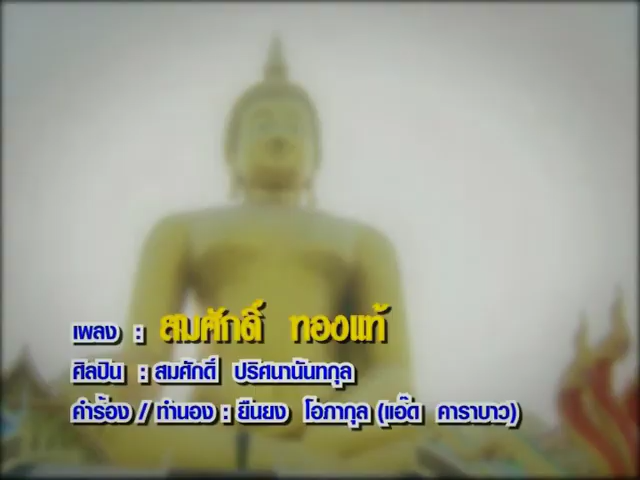 เพลง : สมศักดิ์ ทองแท้
ศิลปิน : สมศักดิ์ ปริศนานันทกุล
คำร้อง / ทำนอง : ยืนยง โอภากุล (แอ๊ด คาราบาว)